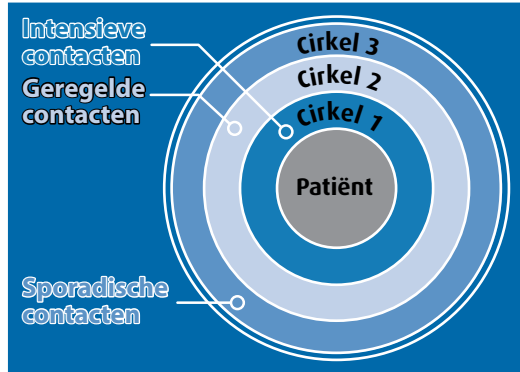 Intensieve
contacten
Geregelde
contacten
Cirkel 3
Cirkel 2
Cirkel 1
Patiënt
Sporadische
contacten